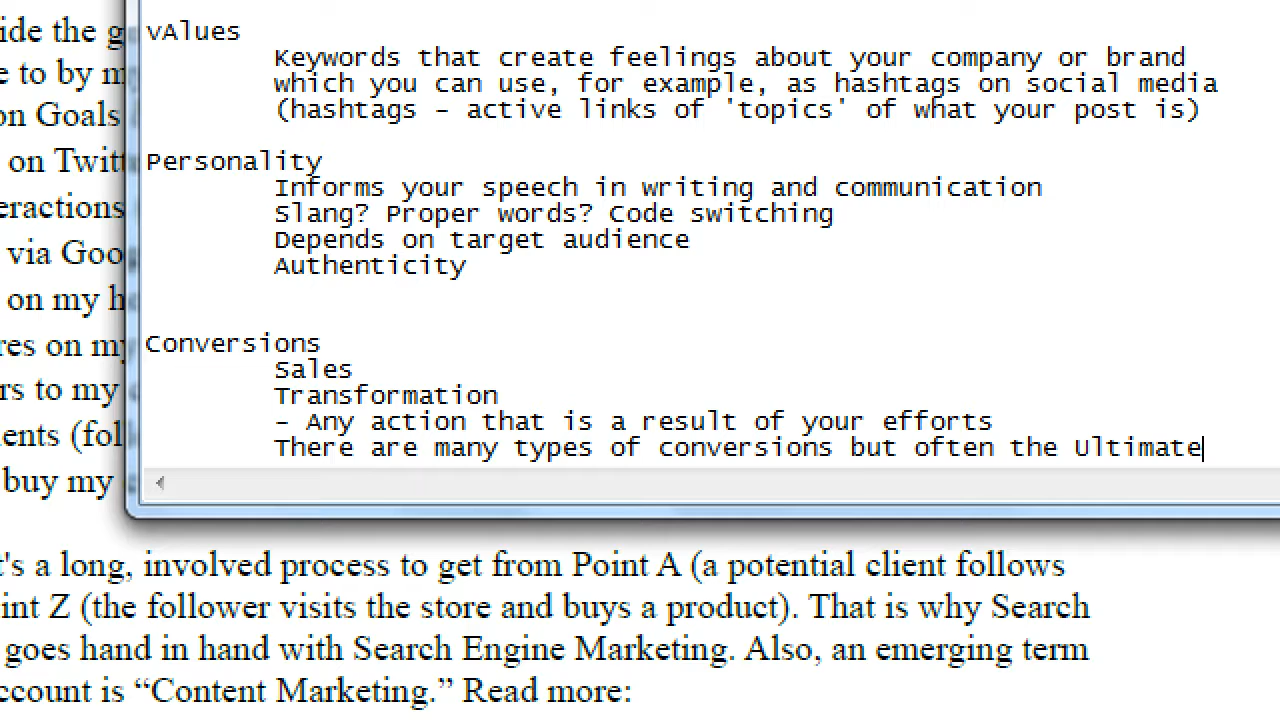 ide the g
e to by m
on Goals
on Twitt
eractions
via Goo
on my h
res on my
rs to my
ents (fol
buy my
vAlues
Keywords that create feelings about your company or brand
which you can use, for example, as hashtags on social media
(hashtags - active links of 'topics' of what your post is)
Personality
Informs your speech in writing and communication
Slang? Proper words? Code switching
Depends on target audience
Authenticity
Conversions
Sales
Transformation
- Any action that is a result of your efforts
There are many types of conversions but often the Ultimate
t's a long, involved process to get from Point A (a potential client follows
int Z (the follower visits the store and buys a product). That is why Search
goes hand in hand with Search Engine Marketing. Also, an emerging term
ccount is “Content Marketing.” Read more: